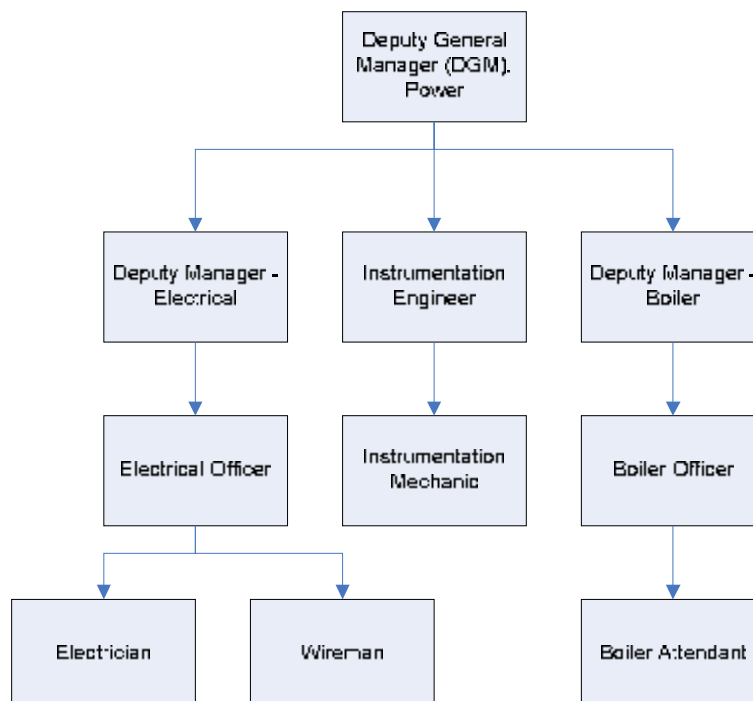 Deputy General
Manager (DGM).
Power
Deputy Manager -
Electrical
Instrumentation
Engineer
Deputy Manager -
Boiler
Electrical Officer
Instrumentation
Mechanic
Boiler Officer
Electrician
Wireman
Boiler Attendant